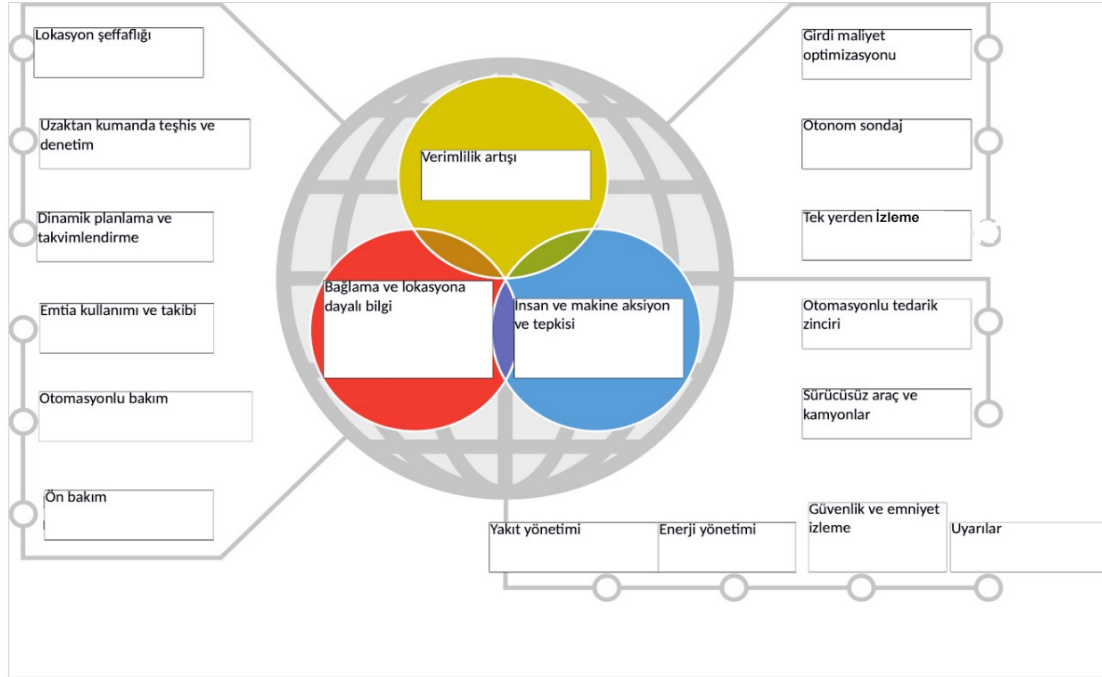 Lokasyon şeffaflığı
Uzaktan kumanda teşhis ve
denetim
Dinamik planlama ve
takvimlendirme
Emtia kullanımı ve takibi
Otomasyonlu bakım
Ön bakım
Verimlilik artışı
Bağlama ve lokasyona
dayalı bilgi
İnsan ve makine aksiyon
ve tepkisi
Girdi maliyet
optimizasyonu
Otonom sondaj
Tek yerden İzleme
Otomasyonlu tedarik
zinciri
Sürücüsüz araç ve
kamyonlar
Yakıt yönetimi
Enerji yönetimi
Güvenlik ve emniyet
izleme
Uyarılar